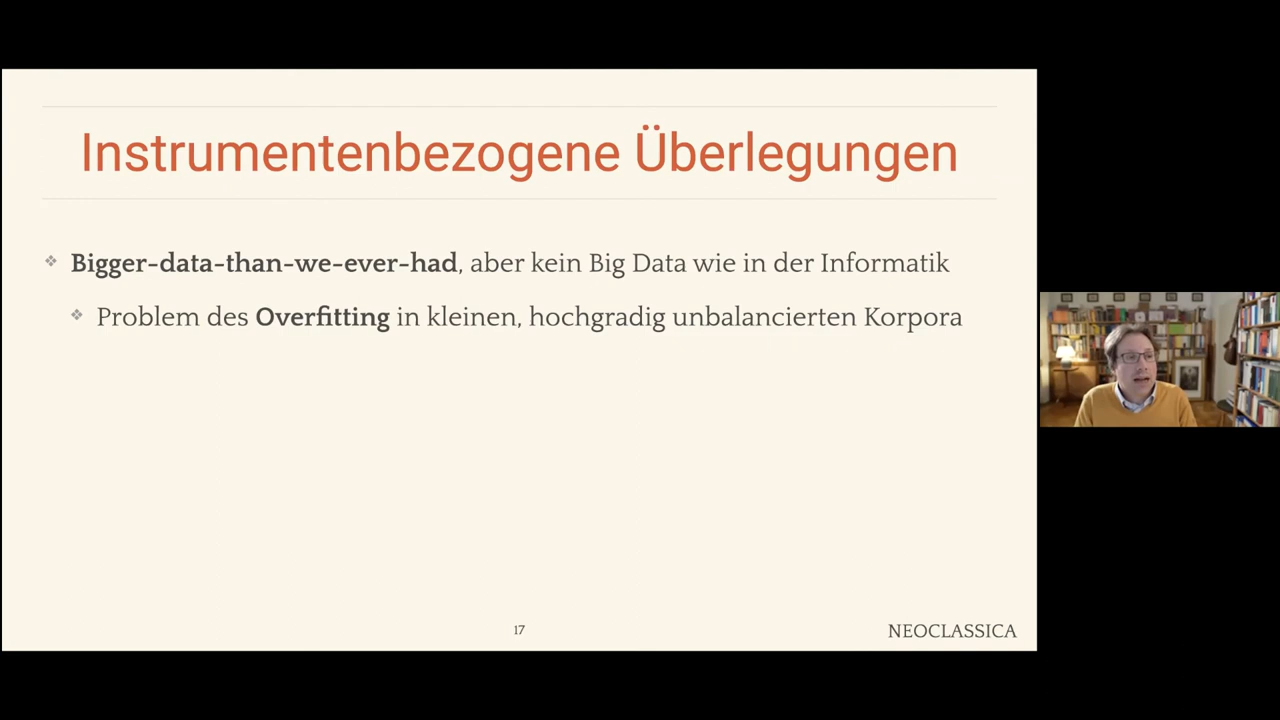 Instrumentenbezogene Überlegungen
Bigger-data-than-we-ever-had, aber kein Big Data wie in der Informatik
Problem des Overfitting in kleinen, hochgradig unbalancierten Korpora
17
NEOCLASSICA